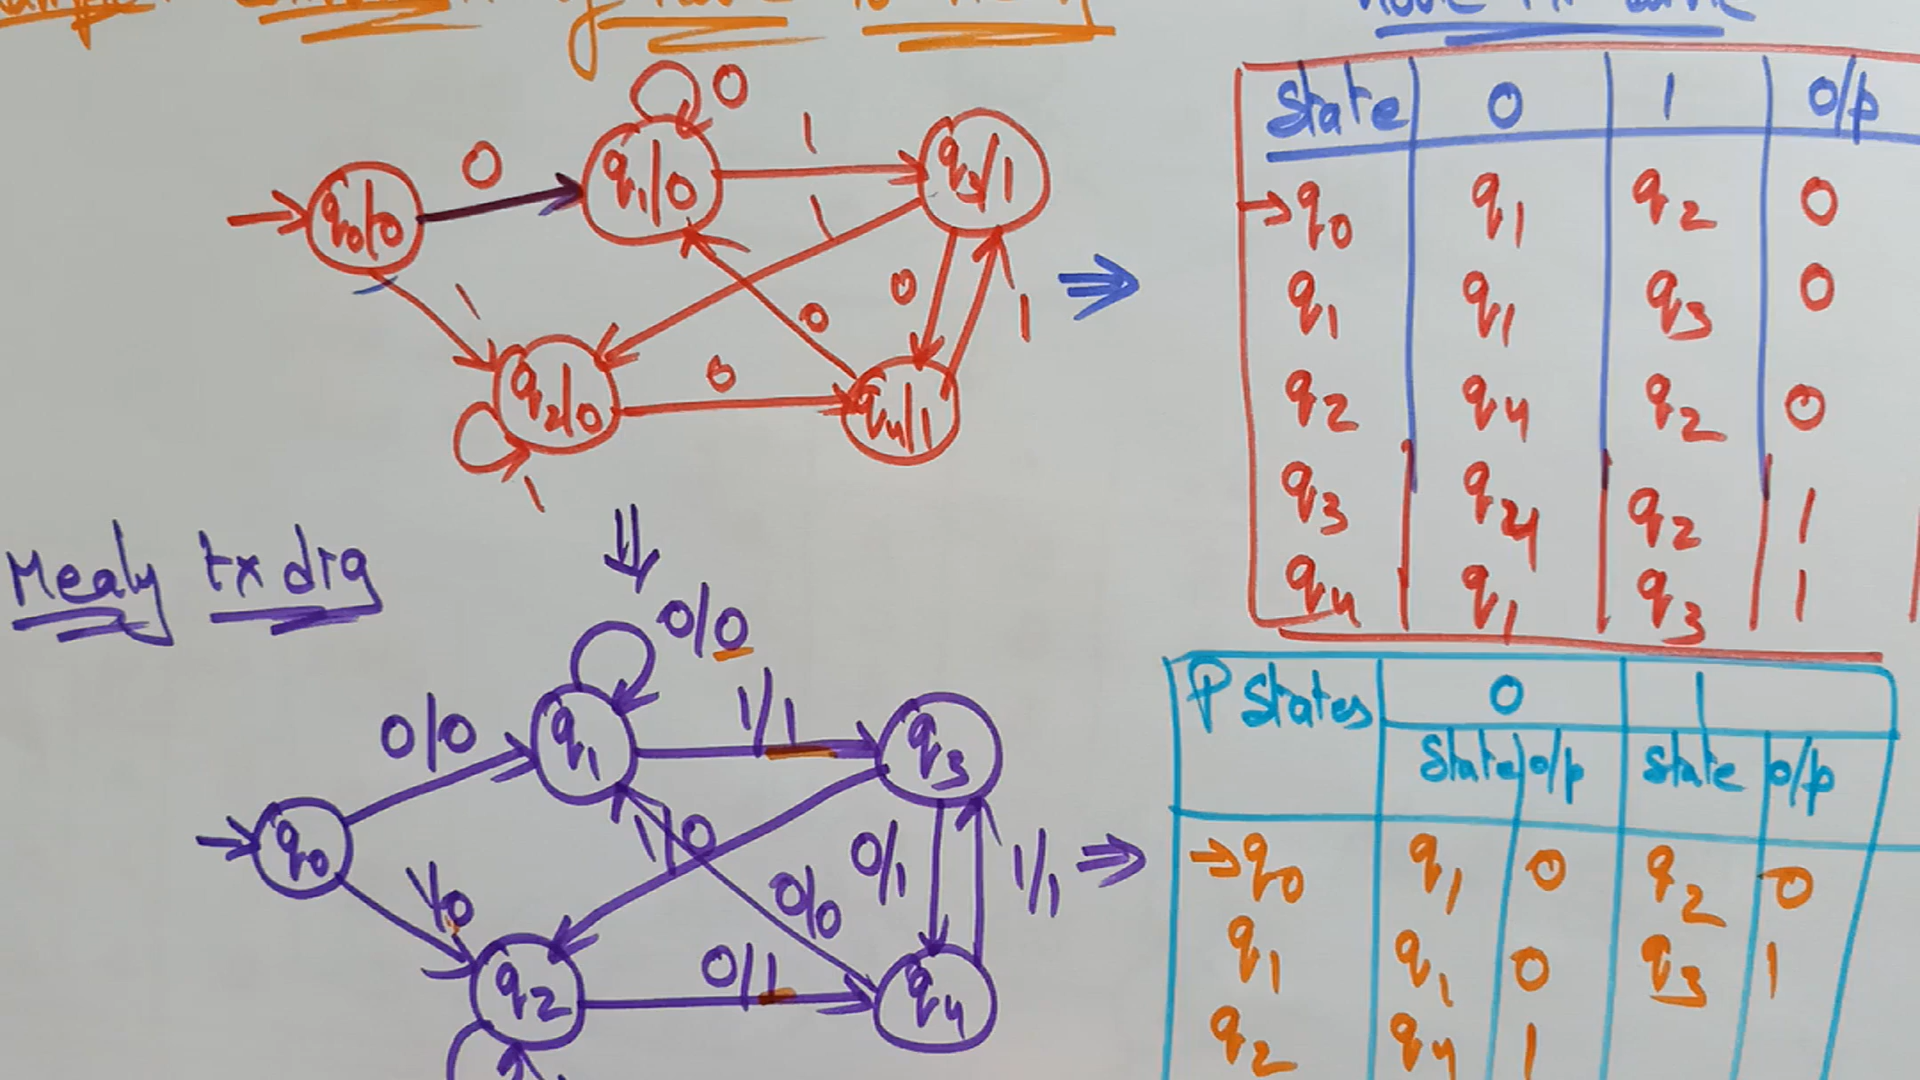 0
0
1
q0/0
q1/0
q3/1
1
1
0
0
1
q2/0
0
q4/1
1
State 0 1 o/p
→q0 q1 q2 0
q1 q1 q3 0
q2 q4 q2 0
q3 q4 q2 1
q4 q1 q3 1
Mealy tx dig
0/0
0/0
1/1
q1
q3
q0
1/0
1/0
0/0
0/1
1/1
q2
0/1
q4
P States 0 1
State o/p State o/p
→q0 q1 0 q2 0
q1 q1 0 q3 1
q2 q4 1